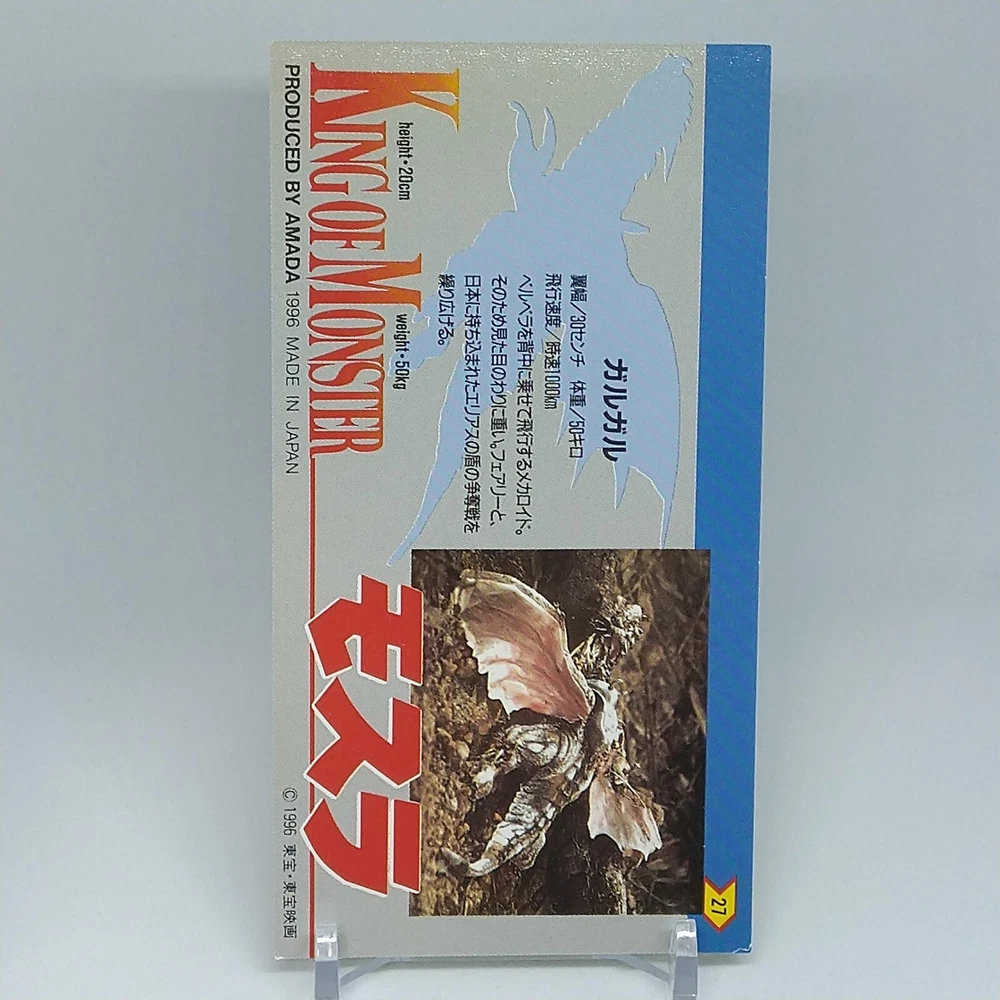 27
ガルガル
翼幅／30センチ　体重／50キロ
飛行速度／時速1000km
ベルベラを背中に乗せて飛行するメカロイド。
そのため見た目のわりに重い。フェアリーと、
日本に持ち込まれたエリアスの盾の争奪戦を
繰り広げる。
height・20cm
weight・50kg
KING OF MONSTER
モスラ
PRODUCED BY AMADA 1996 MADE IN JAPAN
© 1996 東宝・東宝映画